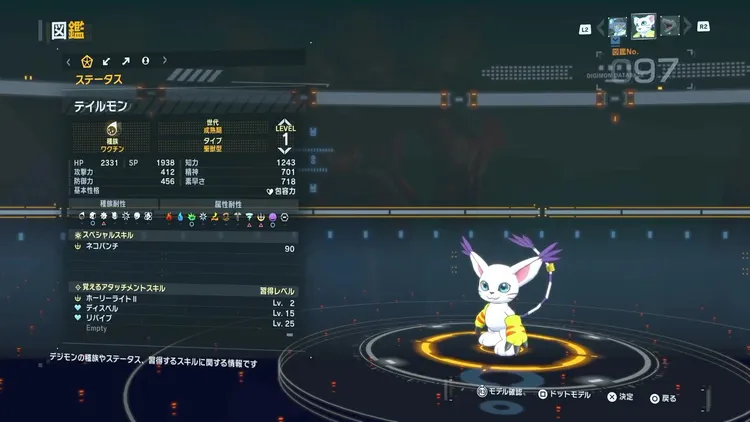 図鑑
L2
R2
図鑑No.
097
ステータス
テイルモン
種族
ワクチン
世代
成熟期
タイプ
聖獣型
LEVEL
1
HP 2331 SP 1938 知力 1243
攻撃力 412 精神 701
防御力 456 素早さ 718
基本性格 包容力
種族耐性 属性耐性
スペシャルスキル
ネコパンチ 90
覚えるアタッチメントスキル 習得レベル
ホーリーライトⅡ Lv. 2
ディスペル Lv. 15
リバイブ Lv. 25
Empty
デジモンの種族やステータス、習得するスキルに関する情報です
R3 モデル確認 ドットモデル 決定 戻る